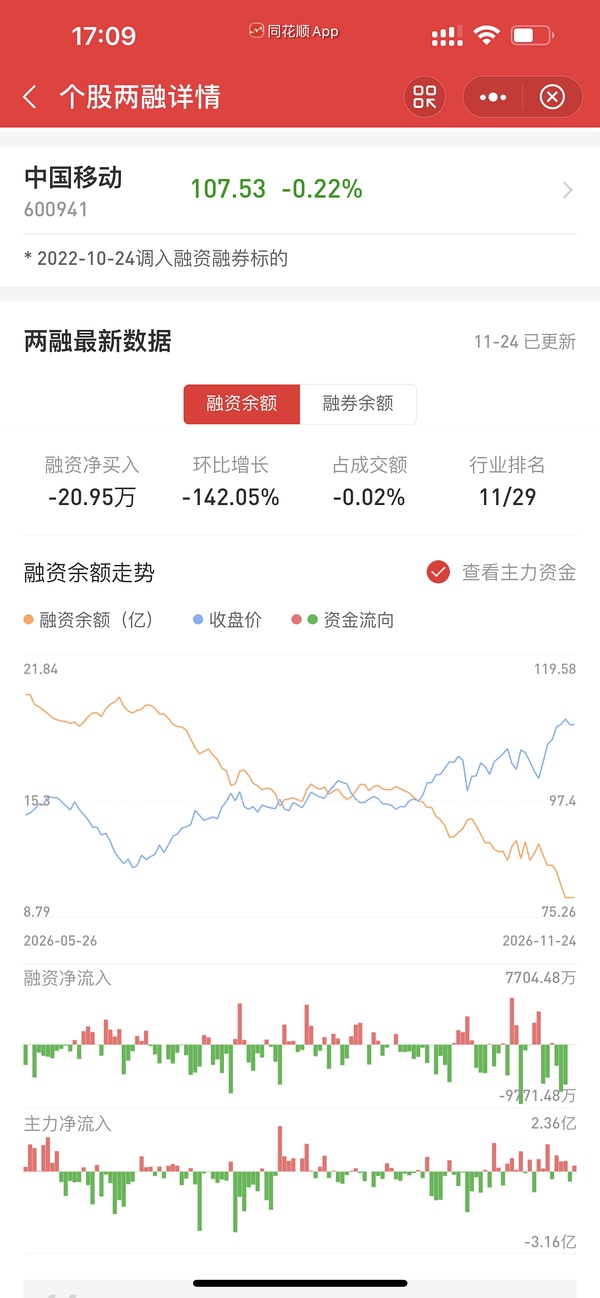 17:09
同花顺App
个股两融详情
中国移动
107.53 -0.22%
600941
* 2022-10-24调入融资融券标的
两融最新数据
11-24 已更新
融资余额 融券余额
融资净买入 环比增长 占成交额 行业排名
-20.95万 -142.05% -0.02% 11/29
融资余额走势
查看主力资金
融资余额（亿） 收盘价 资金流向
21.84 119.58
15.3 97.4
8.79 75.26
2026-05-26 2026-11-24
融资净流入 7704.48万
-9771.48万
主力净流入 2.36亿
-3.16亿